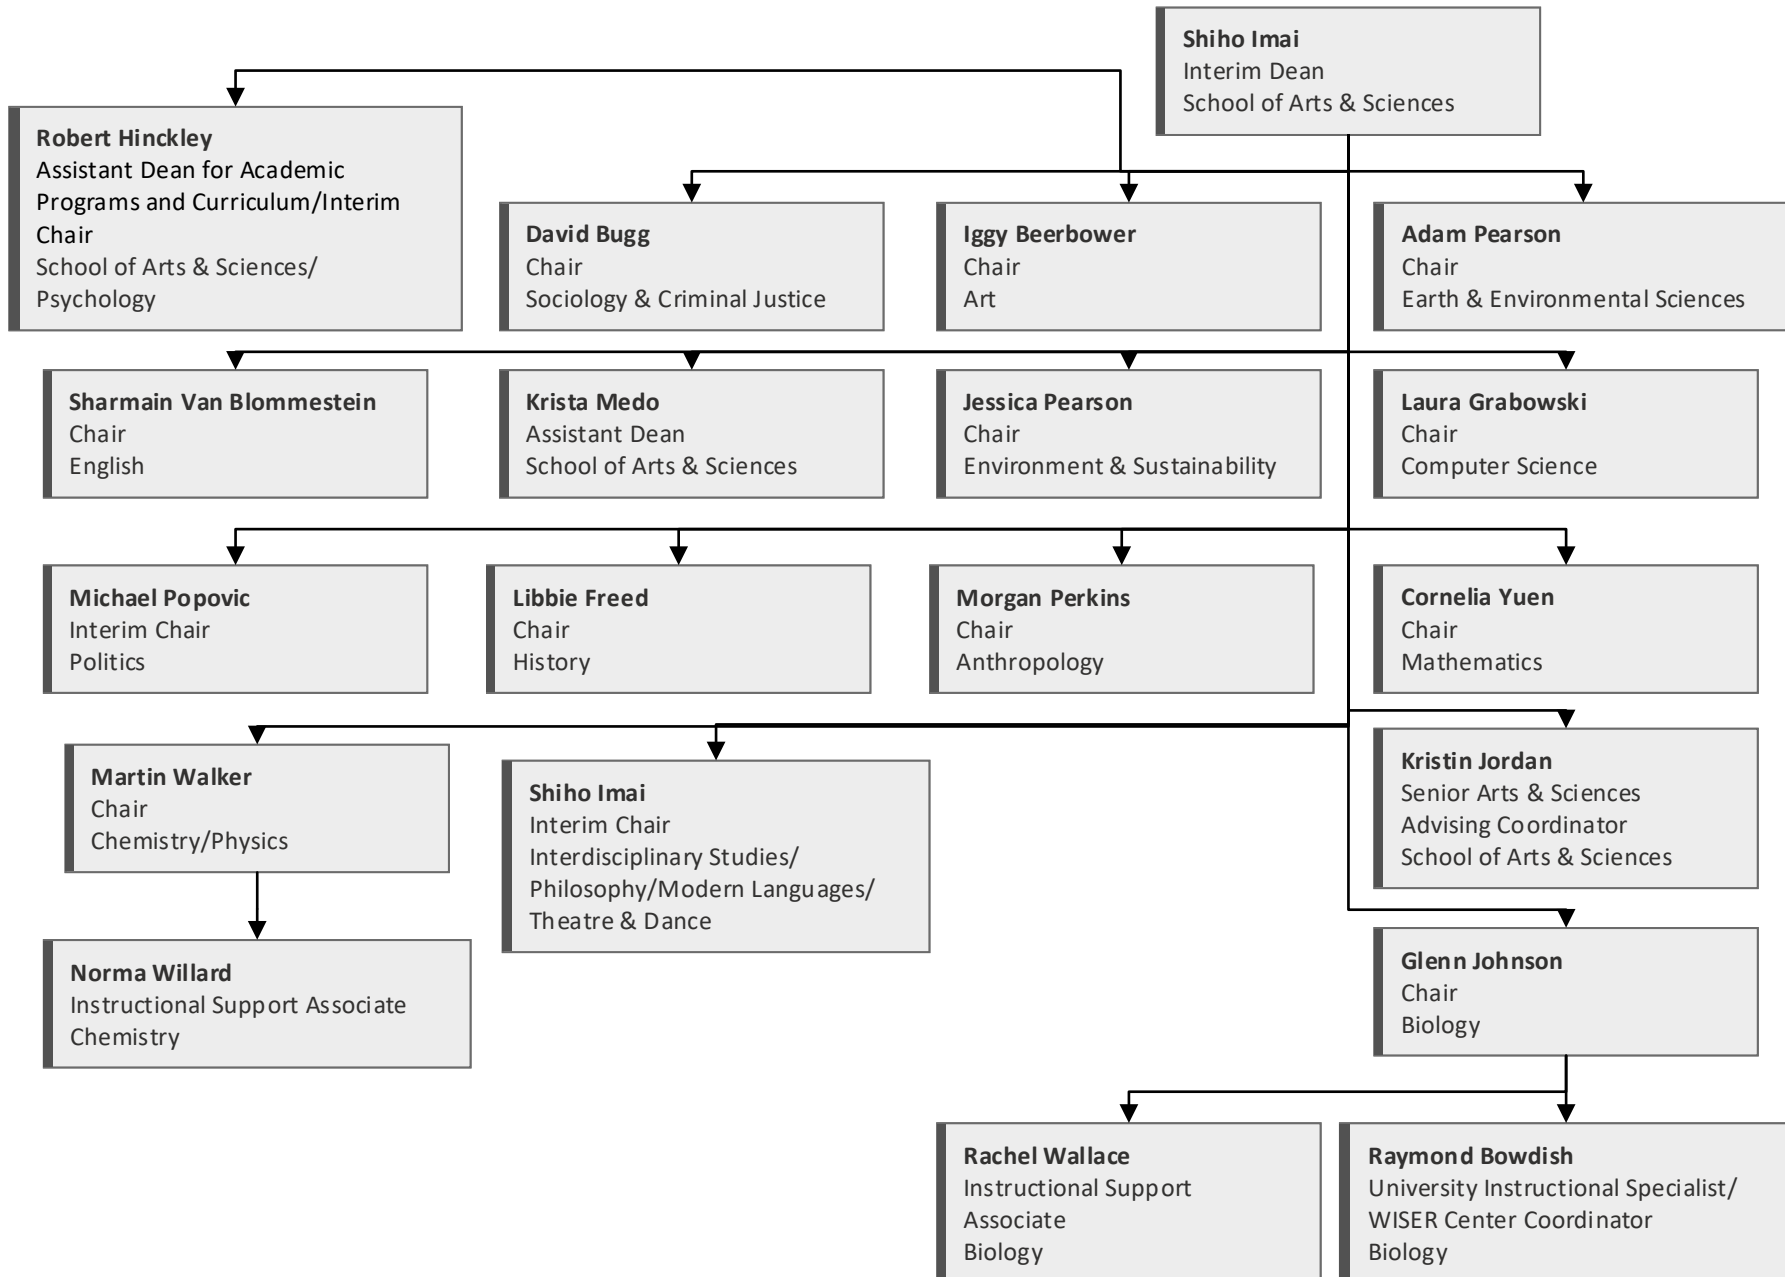 Shiho Imai
Interim Dean
School of Arts & Sciences
Robert Hinckley
Assistant Dean for Academic
Programs and Curriculum/Interim
Chair
School of Arts & Sciences/
Psychology
David Bugg
Chair
Sociology & Criminal Justice
Iggy Beerbower
Chair
Art
Adam Pearson
Chair
Earth & Environmental Sciences
Sharmain Van Blommestein
Chair
English
Krista Medo
Assistant Dean
School of Arts & Sciences
Jessica Pearson
Chair
Environment & Sustainability
Laura Grabowski
Chair
Computer Science
Michael Popovic
Interim Chair
Politics
Libbie Freed
Chair
History
Morgan Perkins
Chair
Anthropology
Cornelia Yuen
Chair
Mathematics
Martin Walker
Chair
Chemistry/Physics
Shiho Imai
Interim Chair
Interdisciplinary Studies/
Philosophy/Modern Languages/
Theatre & Dance
Kristin Jordan
Senior Arts & Sciences
Advising Coordinator
School of Arts & Sciences
Norma Willard
Instructional Support Associate
Chemistry
Glenn Johnson
Chair
Biology
Rachel Wallace
Instructional Support
Associate
Biology
Raymond Bowdish
University Instructional Specialist/
WISER Center Coordinator
Biology